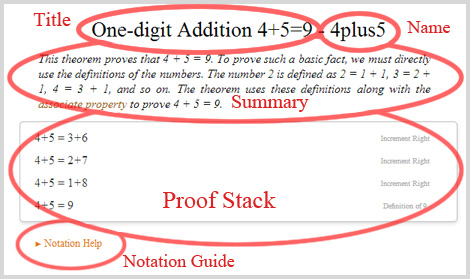 Title One-digit Addition 4+5=9 - 4plus5 Name
This theorem proves that 4 + 5 = 9. To prove such a basic fact, we must directly
use the definitions of the numbers. The number 2 is defined as 2 = 1 + 1, 3 = 2 +
1, 4 = 3 + 1, and so on. The theorem uses these definitions along with the
associate property to prove 4 + 5 = 9. Summary
4+5 = 3+6 Increment Right
4+5 = 2+7 Increment Right
4+5 = 1+8 Increment Right
4+5 = 9 Definition of 9
Proof Stack
▸ Notation Help
Notation Guide